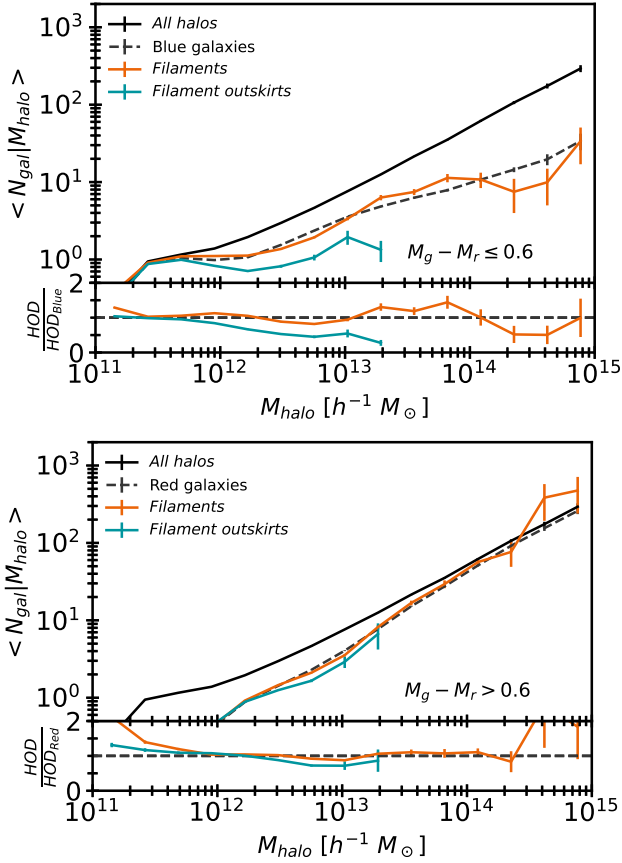 All halos
Blue galaxies
Filaments
Filament outskirts
< N_gal|M_halo >
10³
10²
10¹
10⁰
M_g − M_r ≤ 0.6
HOD
HOD_Blue
2
1
0
10¹¹ 10¹² 10¹³ 10¹⁴ 10¹⁵
M_halo [h⁻¹ M_⊙]
All halos
Red galaxies
Filaments
Filament outskirts
< N_gal|M_halo >
10³
10²
10¹
10⁰
M_g − M_r > 0.6
HOD
HOD_Red
2
1
0
10¹¹ 10¹² 10¹³ 10¹⁴ 10¹⁵
M_halo [h⁻¹ M_⊙]